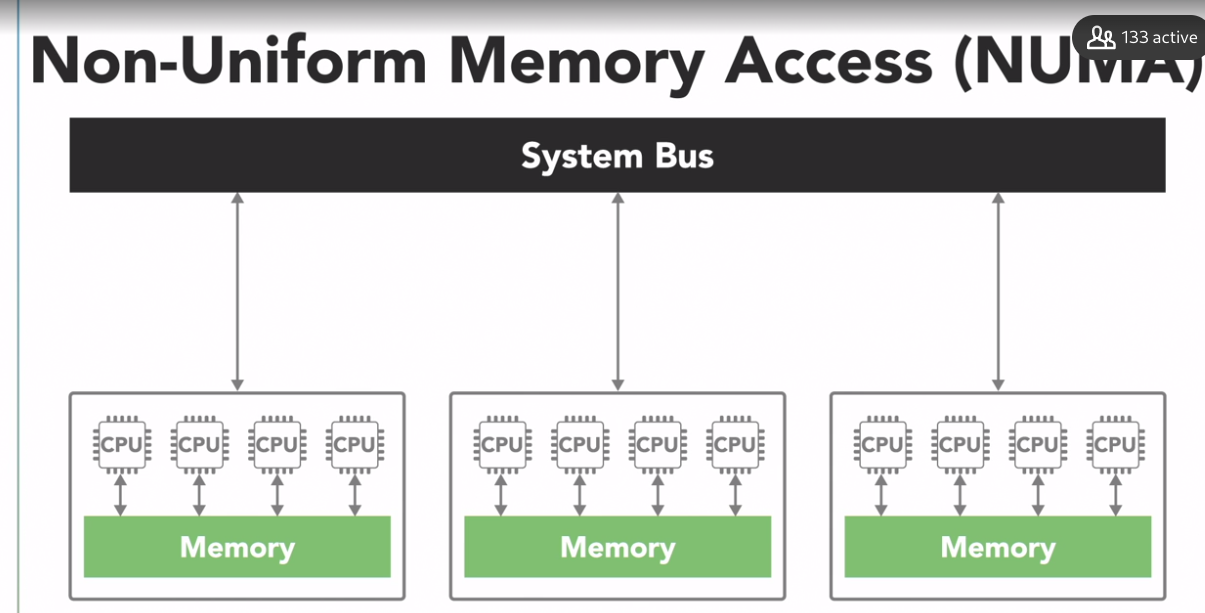 Non-Uniform Memory Access (NUMA)
133 active
System Bus
CPU CPU CPU CPU CPU CPU CPU CPU CPU CPU CPU CPU
Memory Memory Memory